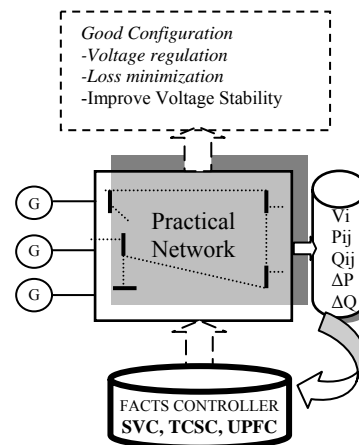 Good Configuration
-Voltage regulation
-Loss minimization
-Improve Voltage Stability
G
G
G
Practical
Network
Vi
Pij
Qij
ΔP
ΔQ
FACTS CONTROLLER
SVC, TCSC, UPFC